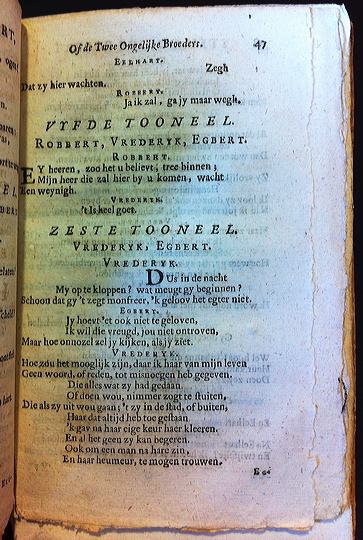 Of de Twee Ongelijke Broeders. 47
EELHART.
Zegh
Dat zy hier wachten.
ROBBERT.
Ja ik zal, ga jy maar wegh.
VYFDE TOONEEL.
ROBBERT, VREDERYK, EGBERT.
ROBBERT.
EY heeren, zoo het u belieft, tree binnen;
Mijn heer die zal hier by u komen, wacht
Een weynigh.
VREDERYK.
't Is heel goet.
ZESTE TOONEEL.
VREDERYK, EGBERT.
VREDERYK.
DUs in de nacht
My op te kloppen? wat meugt gy beginnen?
Schoon dat gy 't zegt monfreer, 'k geloov het egter niet.
EGBERT.
Jy hoevt 'et ook niet te geloven,
Ik wil die vreugd, jou niet ontroven,
Maar hoe onnozel zel jy kijken, als jy ziet.
VREDERYK.
Hoe zou het mooglijk zijn, daar ik haar van mijn leven
Geen woord, of reden, tot misnoegen heb gegeven,
Die alles wat zy had gedaan,
Of doen wou, nimmer zogt te stuiten,
Die als zy uit wou gaan; 't zy in de stad, of buiten,
Haar dat altijd heb toe gestaan
'k gav na haar eige keur haer kleeren.
En al het geen zy kan begeren.
Ook om een man na hare zin,
En haar heumeur, te mogen trouwen.